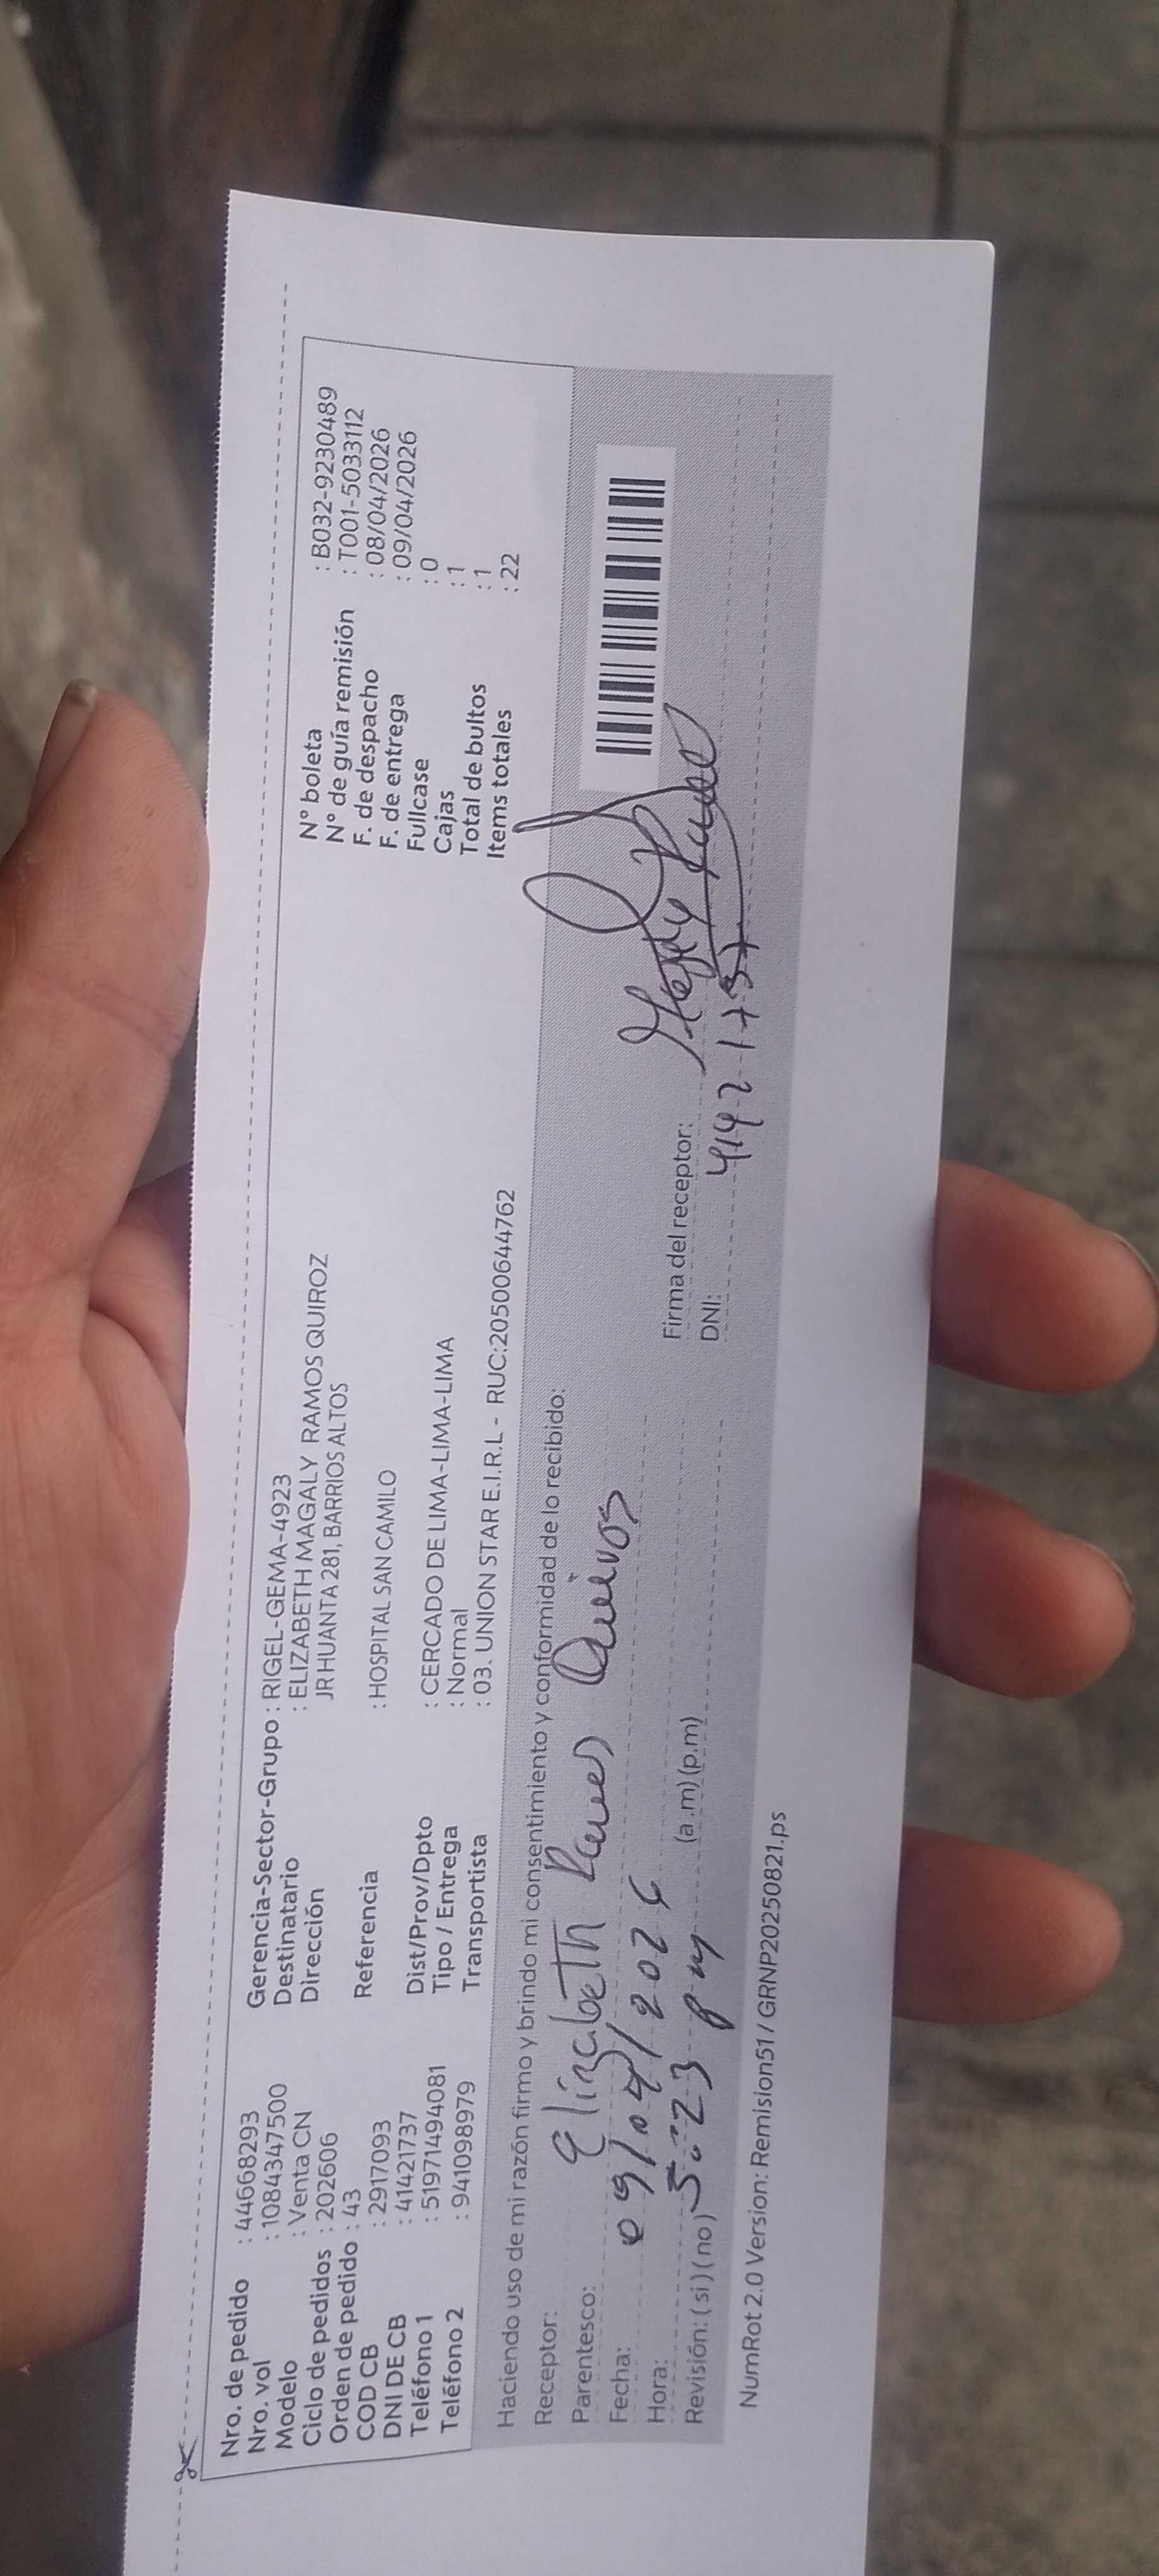 Nro. de pedido : 44668293
Nro. vol : 1084347500
Modelo : Venta CN
Ciclo de pedidos : 202606
Orden de pedido : 43
COD CB : 2917093
DNI DE CB : 41421737
Teléfono 1 : 51971494081
Teléfono 2 : 941098979
Gerencia-Sector-Grupo : RIGEL-GEMA-4923
Destinatario : ELIZABETH MAGALY RAMOS QUIROZ
Dirección JR HUANTA 281, BARRIOS ALTOS
Referencia : HOSPITAL SAN CAMILO
Dist/Prov/Dpto : CERCADO DE LIMA-LIMA-LIMA
Tipo / Entrega : Normal
Transportista : 03. UNION STAR E.I.R.L - RUC:20500644762
N° boleta : B032-9230489
N° de guía remisión : T001-5033112
F. de despacho : 08/04/2026
F. de entrega : 09/04/2026
Fullcase : 0
Cajas : 1
Total de bultos : 1
Items totales : 22
Haciendo uso de mi razón firmo y brindo mi consentimiento y conformidad de lo recibido:
Receptor: Elizabeth Ramos Quiroz
Parentesco:
Fecha: 09/04/2026
Hora: 5:23 pm (a.m) (p.m)
Revisión: ( si ) ( no )
Firma del receptor:
DNI: 41421737
NumRot 2.0 Version: Remision51 / GRNP20250821.ps